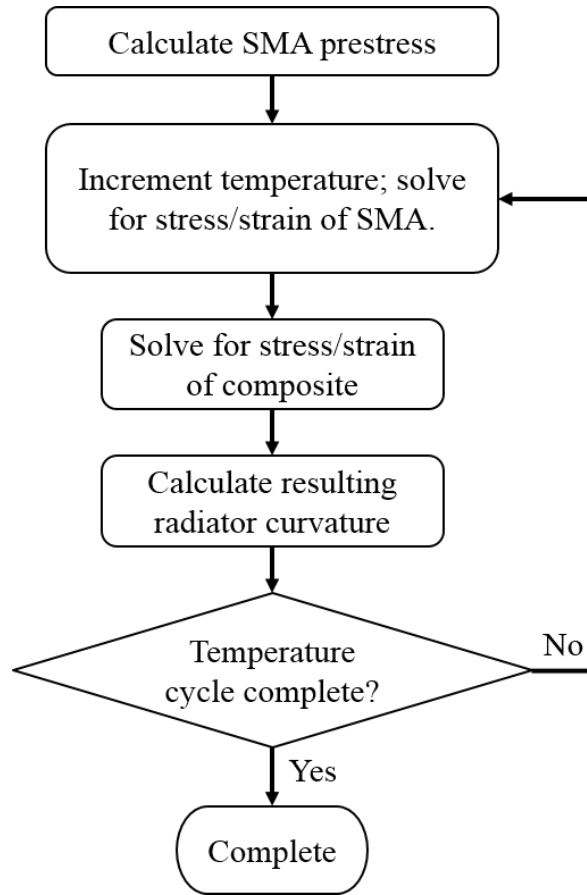 Calculate SMA prestress
Increment temperature; solve
for stress/strain of SMA.
Solve for stress/strain
of composite
Calculate resulting
radiator curvature
Temperature
cycle complete?
No
Yes
Complete